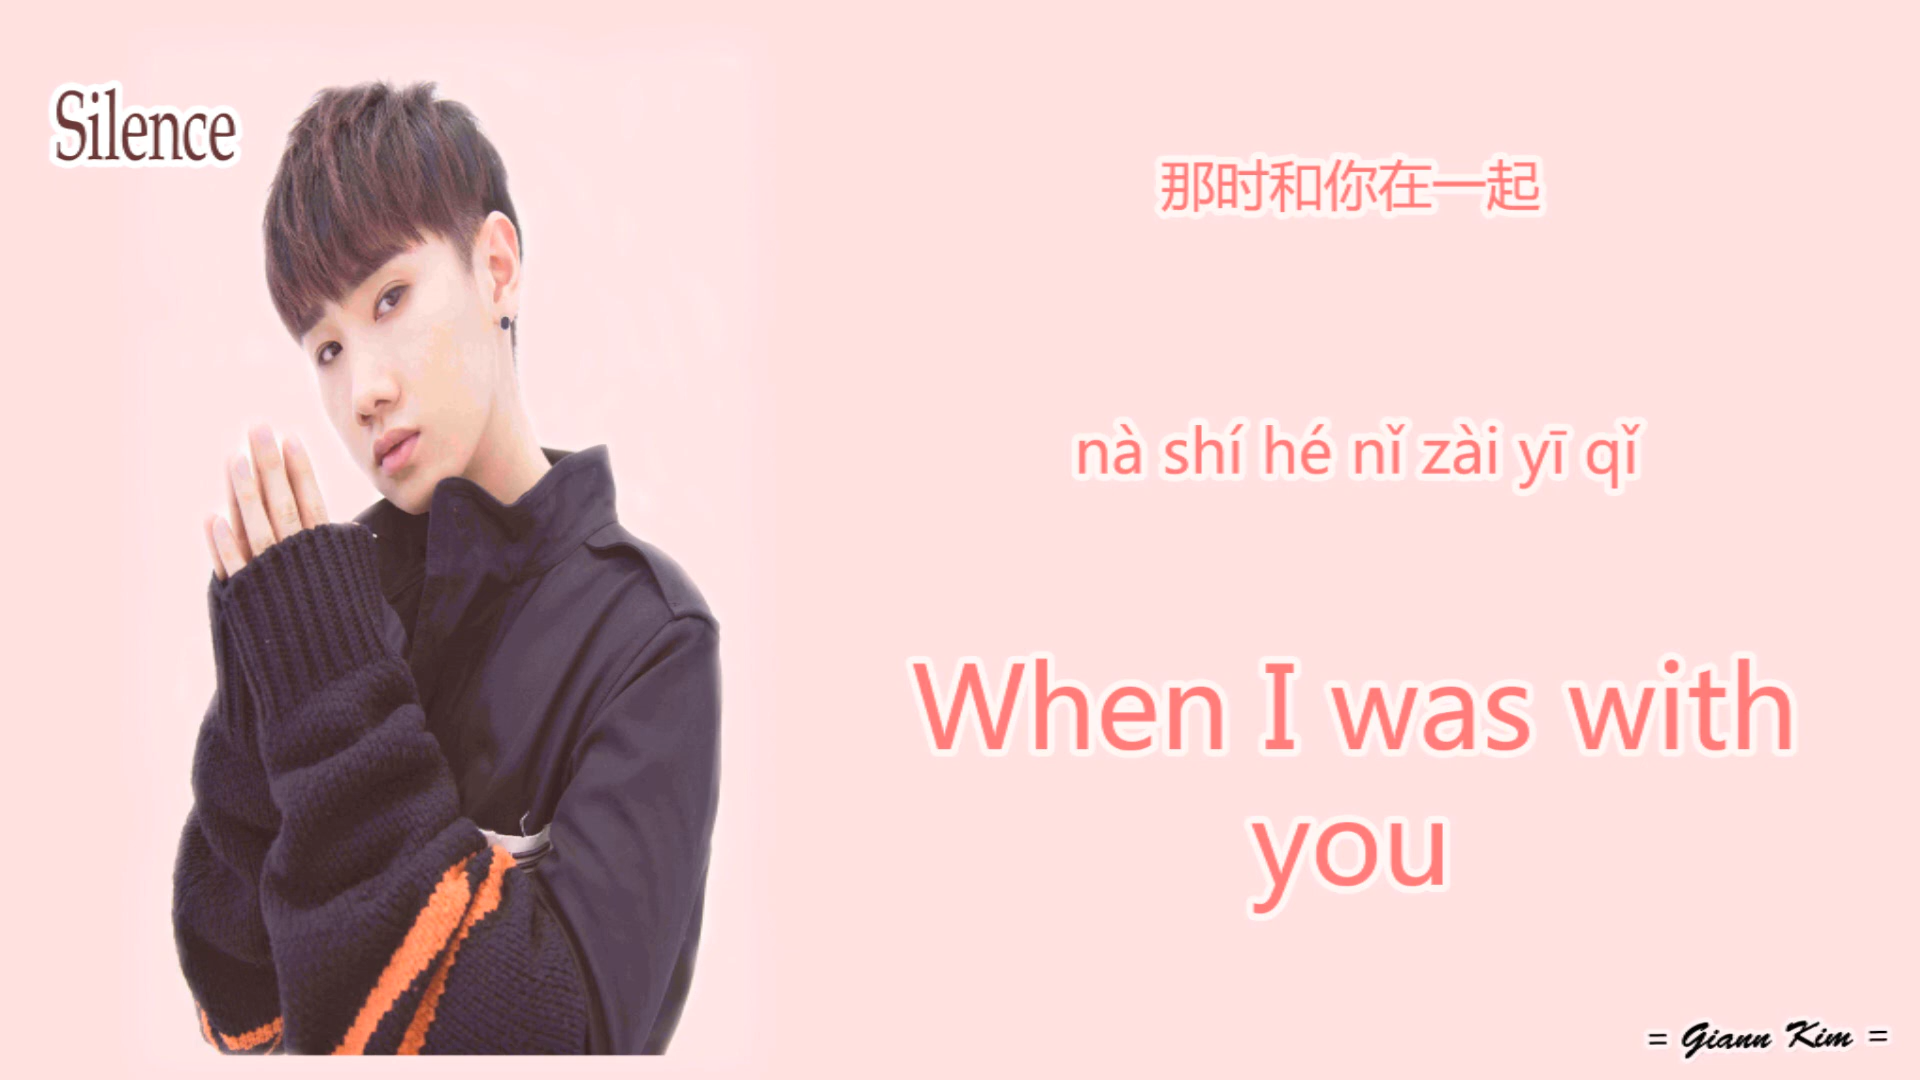 Silence
那时和你在一起
nà shí hé nǐ zài yī qǐ
When I was with
you
= Giann Kim =